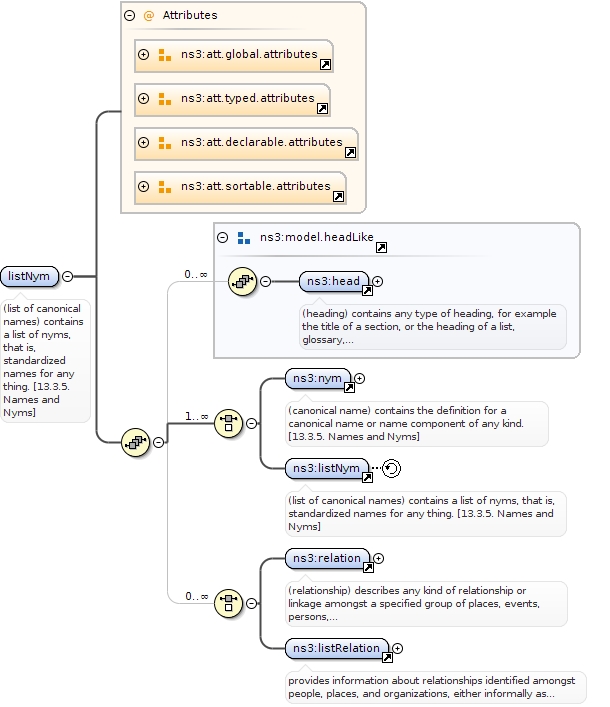 Attributes
ns3:att.global.attributes
ns3:att.typed.attributes
ns3:att.declarable.attributes
ns3:att.sortable.attributes
ns3:model.headLike
listNym
0..∞
ns3:head
(list of canonical
names) contains
a list of nyms,
that is,
standardized
names for any
thing. [13.3.5.
Names and
Nyms]
(heading) contains any type of heading, for example
the title of a section, or the heading of a list,
glossary,...
ns3:nym
1..∞
(canonical name) contains the definition for a
canonical name or name component of any kind.
[13.3.5. Names and Nyms]
ns3:listNym
(list of canonical names) contains a list of nyms, that is,
standardized names for any thing. [13.3.5. Names and
Nyms]
ns3:relation
0..∞
(relationship) describes any kind of relationship or
linkage amongst a specified group of places, events,
persons,...
ns3:listRelation
provides information about relationships identified amongst
people, places, and organizations, either informally as...